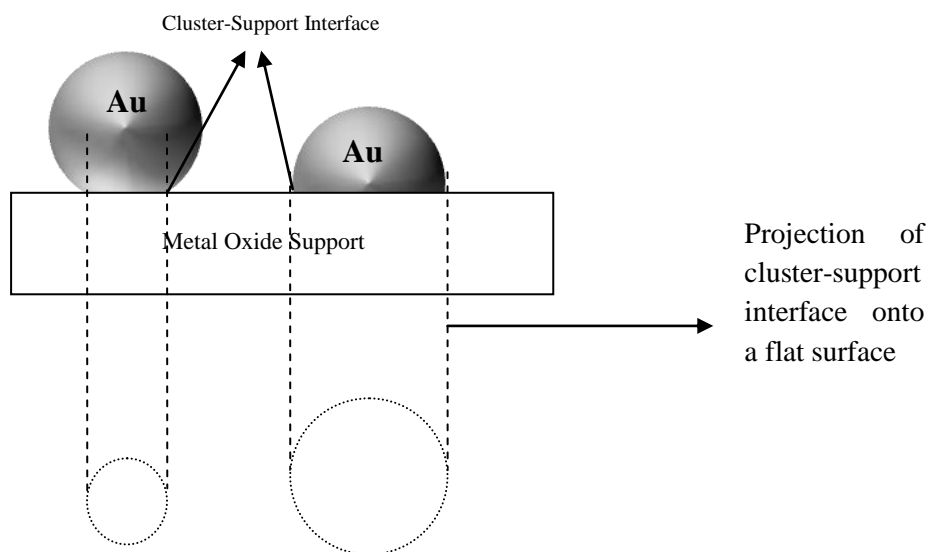 Cluster-Support Interface
Au
Au
Metal Oxide Support
Projection of
cluster-support
interface onto
a flat surface